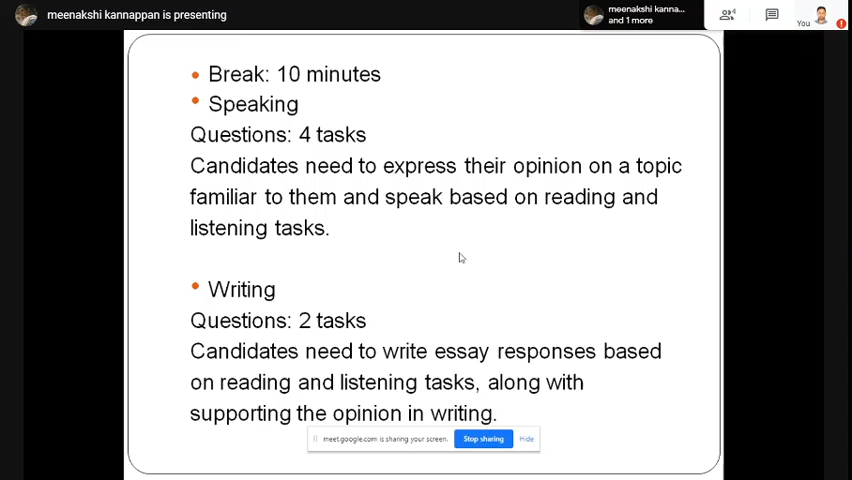 meenakshi kannappan is presenting
meenakshi kanna...
and 1 more
4
You
• Break: 10 minutes
• Speaking
Questions: 4 tasks
Candidates need to express their opinion on a topic
familiar to them and speak based on reading and
listening tasks.
• Writing
Questions: 2 tasks
Candidates need to write essay responses based
on reading and listening tasks, along with
supporting the opinion in writing.
meet.google.com is sharing your screen. Stop sharing Hide